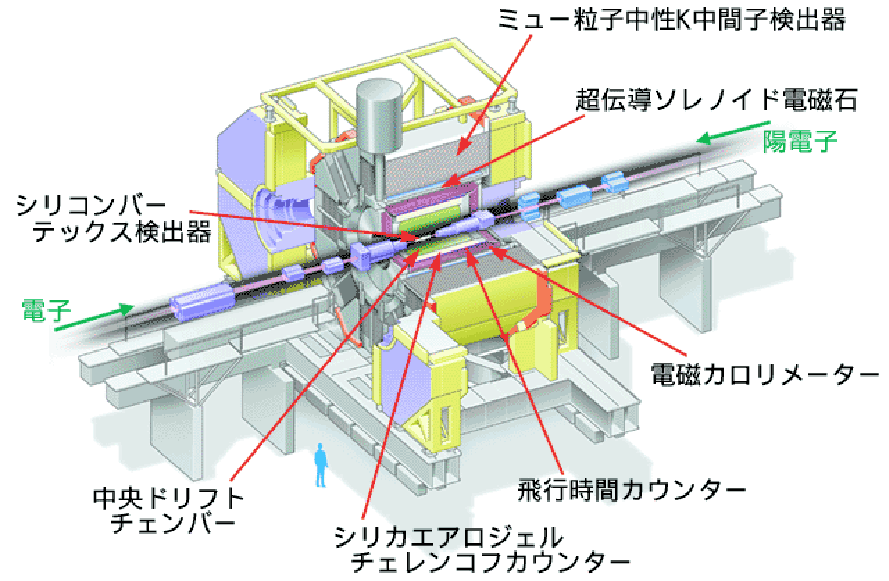 ミュー粒子中性K中間子検出器
超伝導ソレノイド電磁石
陽電子
シリコンバー
テックス検出器
電子
電磁カロリメーター
飛行時間カウンター
中央ドリフト
チェンバー
シリカエアロジェル
チェレンコフカウンター